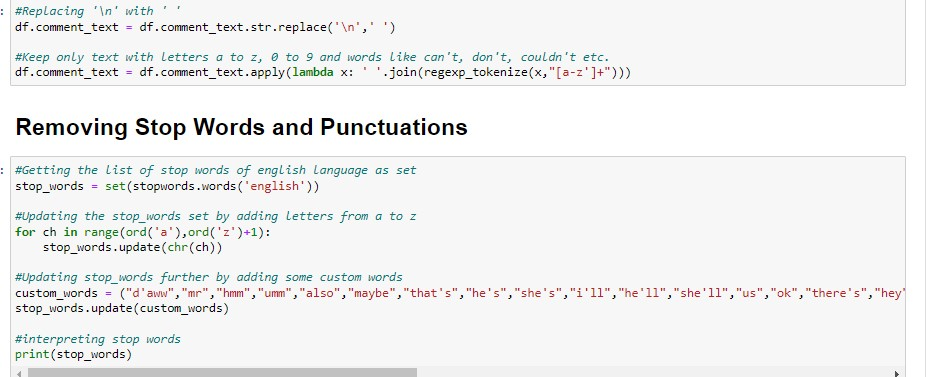 #Replacing '\n' with ' '
df.comment_text = df.comment_text.str.replace('\n',' ')
#Keep only text with letters a to z, 0 to 9 and words like can't, don't, couldn't etc.
df.comment_text = df.comment_text.apply(lambda x: ' '.join(regexp_tokenize(x,"[a-z']+")))
Removing Stop Words and Punctuations
#Getting the list of stop words of english language as set
stop_words = set(stopwords.words('english'))
#Updating the stop_words set by adding letters from a to z
for ch in range(ord('a'),ord('z')+1):
    stop_words.update(chr(ch))
#Updating stop_words further by adding some custom words
custom_words = ("d'aww","mr","hmm","umm","also","maybe","that's","he's","she's","i'll","he'll","she'll","us","ok","there's","hey"
stop_words.update(custom_words)
#interpreting stop words
print(stop_words)